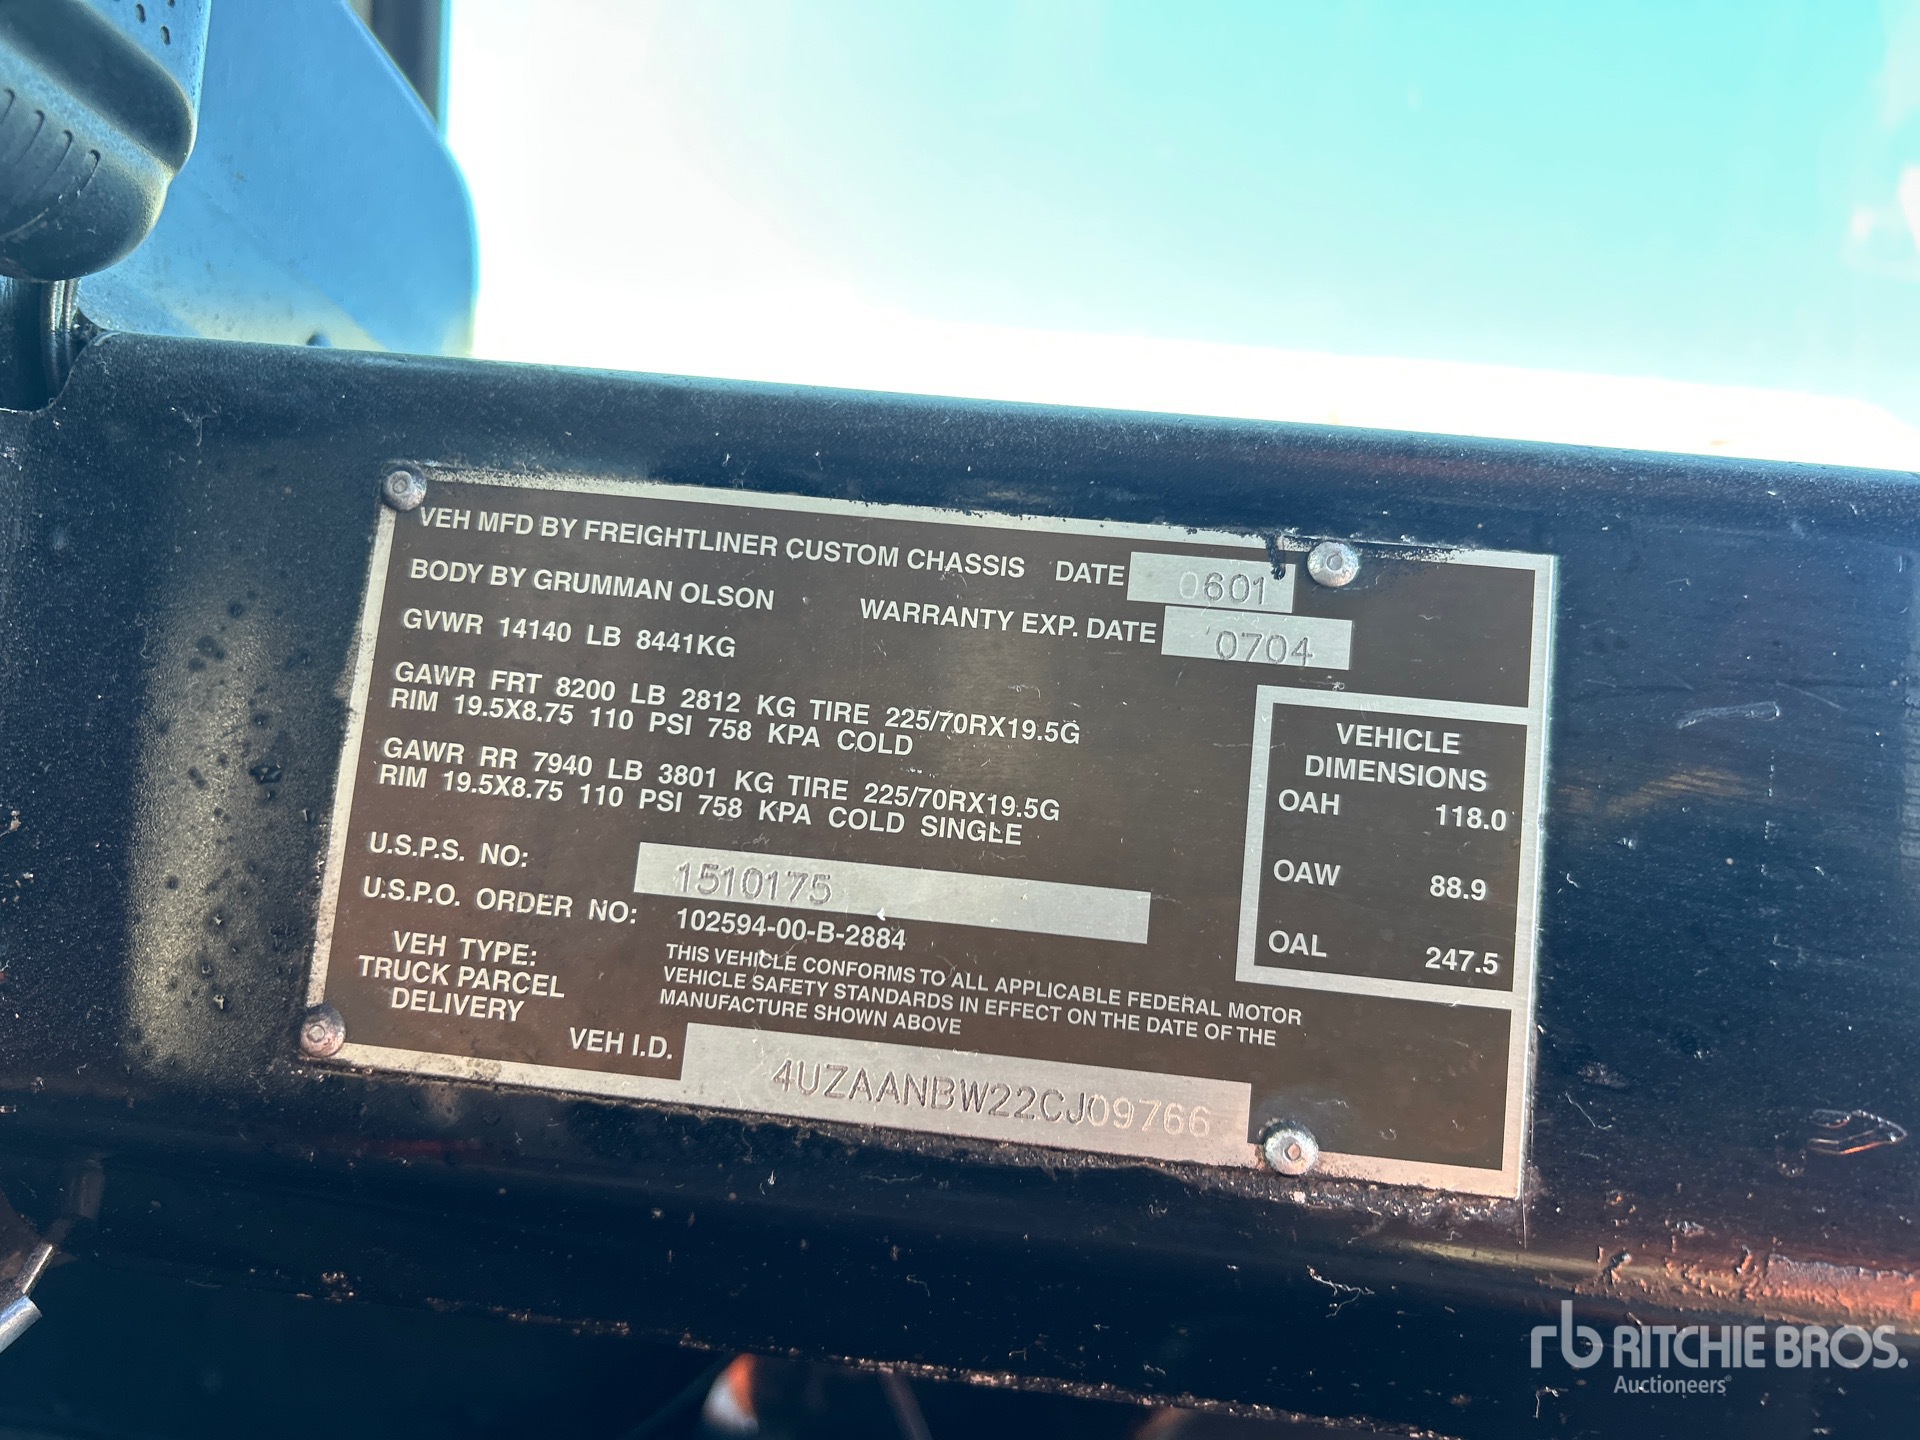 VEH MFD BY FREIGHTLINER CUSTOM CHASSIS DATE 0601
BODY BY GRUMMAN OLSON WARRANTY EXP. DATE 0704
GVWR 14140 LB 8441KG
GAWR FRT 8200 LB 2812 KG TIRE 225/70RX19.5G
RIM 19.5X8.75 110 PSI 758 KPA COLD
GAWR RR 7940 LB 3801 KG TIRE 225/70RX19.5G
RIM 19.5X8.75 110 PSI 758 KPA COLD SINGLE
VEHICLE
DIMENSIONS
OAH 118.0
OAW 88.9
OAL 247.5
U.S.P.S. NO: 1510175
U.S.P.O. ORDER NO: 102594-00-B-2884
VEH TYPE:
TRUCK PARCEL
DELIVERY
THIS VEHICLE CONFORMS TO ALL APPLICABLE FEDERAL MOTOR
VEHICLE SAFETY STANDARDS IN EFFECT ON THE DATE OF THE
MANUFACTURE SHOWN ABOVE
VEH I.D. 4UZAANBW22CJ09766
rb RITCHIE BROS.
Auctioneers